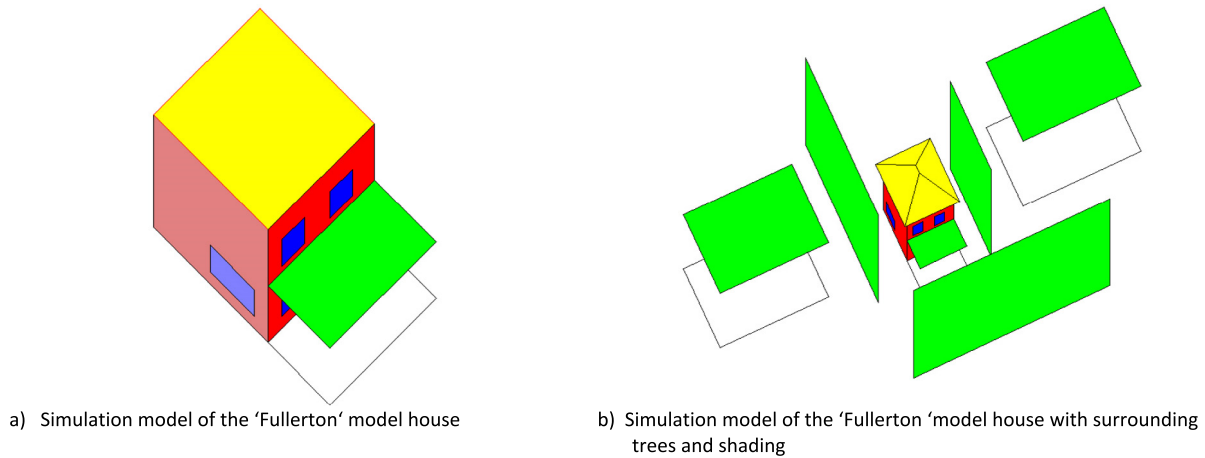 a) Simulation model of the ‘Fullerton‘ model house
b) Simulation model of the ‘Fullerton ‘model house with surrounding
trees and shading